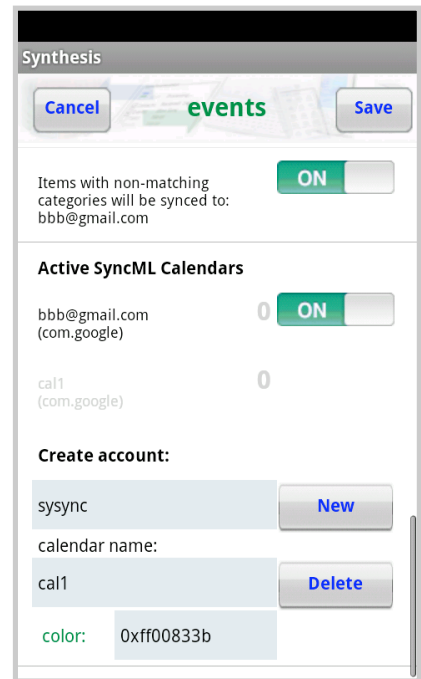 Synthesis
Cancel
events
Save
Items with non-matching
categories will be synced to:
bbb@gmail.com
ON
Active SyncML Calendars
bbb@gmail.com
(com.google)
0
ON
cal1
(com.google)
0
Create account:
sysync
New
calendar name:
cal1
Delete
color:
0xff00833b